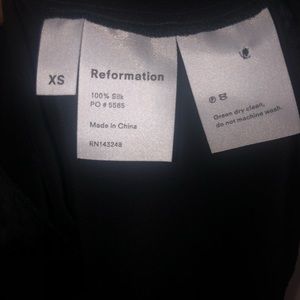 XS
Reformation
100% Silk
PO # 5565
Made in China
RN143248
Green dry clean,
do not machine wash.